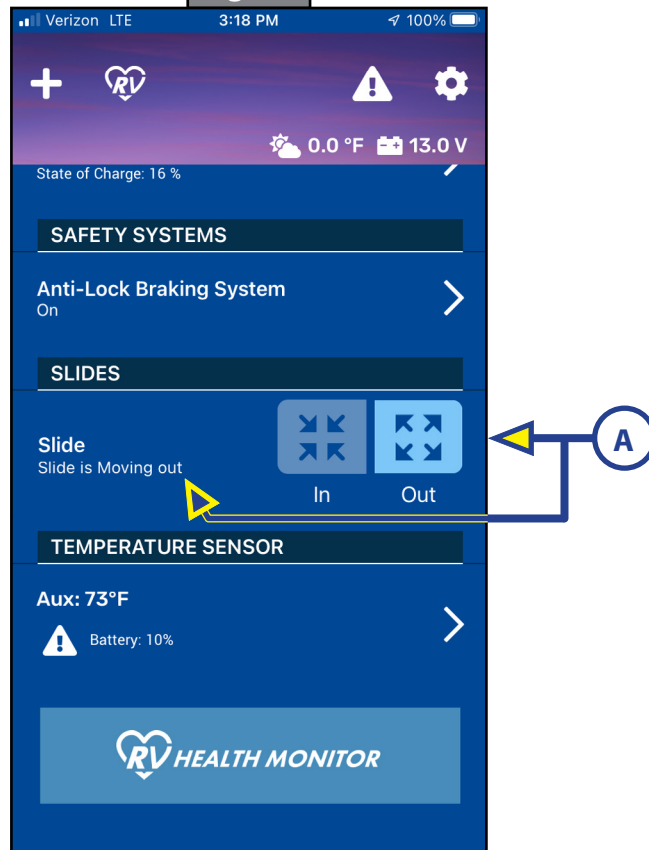 Verizon LTE 3:18 PM 100%
RV
0.0 °F 13.0 V
State of Charge: 16 %
SAFETY SYSTEMS
Anti-Lock Braking System
On
SLIDES
Slide
Slide is Moving out
In Out
A
TEMPERATURE SENSOR
Aux: 73°F
Battery: 10%
RV HEALTH MONITOR